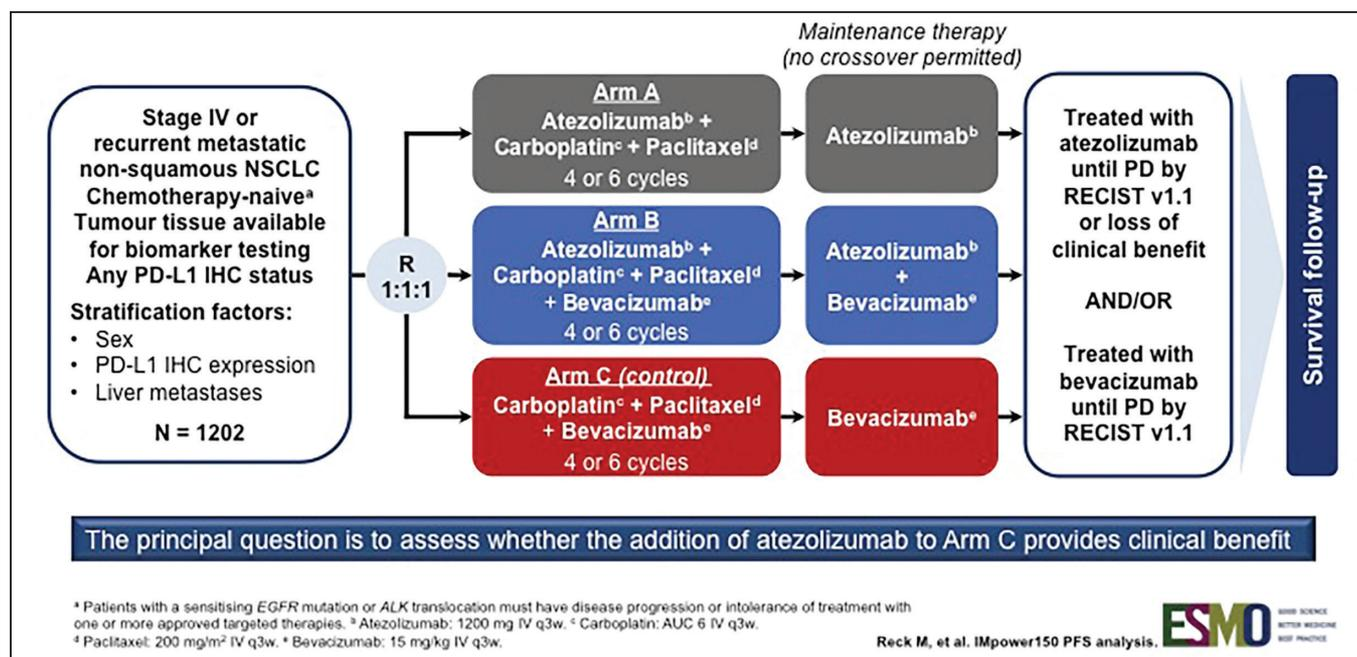 Maintenance therapy
(no crossover permitted)
Stage IV or
recurrent metastatic
non-squamous NSCLC
Chemotherapy-naiveᵃ
Tumour tissue available
for biomarker testing
Any PD-L1 IHC status
Stratification factors:
• Sex
• PD-L1 IHC expression
• Liver metastases
N = 1202
R
1:1:1
Arm A
Atezolizumabᵇ +
Carboplatinᶜ + Paclitaxelᵈ
4 or 6 cycles
Atezolizumabᵇ
Arm B
Atezolizumabᵇ +
Carboplatinᶜ + Paclitaxelᵈ
+ Bevacizumabᵉ
4 or 6 cycles
Atezolizumabᵇ
+
Bevacizumabᵉ
Arm C (control)
Carboplatinᶜ + Paclitaxelᵈ
+ Bevacizumabᵉ
4 or 6 cycles
Bevacizumabᵉ
Treated with
atezolizumab
until PD by
RECIST v1.1
or loss of
clinical benefit
AND/OR
Treated with
bevacizumab
until PD by
RECIST v1.1
Survival follow-up
The principal question is to assess whether the addition of atezolizumab to Arm C provides clinical benefit
ᵃ Patients with a sensitising EGFR mutation or ALK translocation must have disease progression or intolerance of treatment with
one or more approved targeted therapies. ᵇ Atezolizumab: 1200 mg IV q3w. ᶜ Carboplatin: AUC 6 IV q3w.
ᵈ Paclitaxel: 200 mg/m² IV q3w. ᵉ Bevacizumab: 15 mg/kg IV q3w.
Reck M, et al. IMpower150 PFS analysis.
ESMO
GOOD SCIENCE
BETTER MEDICINE
BEST PRACTICE